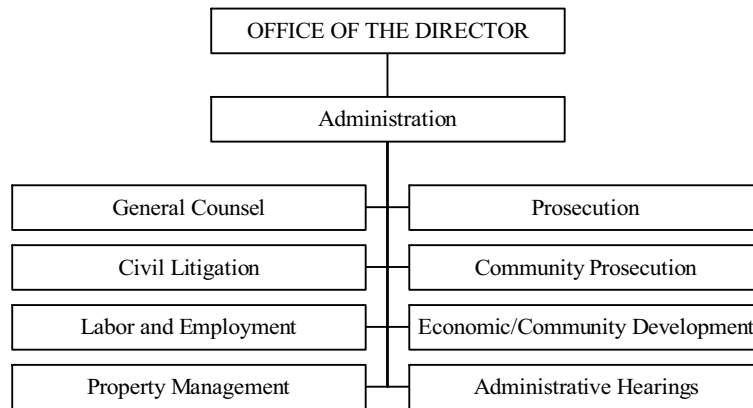 OFFICE OF THE DIRECTOR
Administration
General Counsel
Prosecution
Civil Litigation
Community Prosecution
Labor and Employment
Economic/Community Development
Property Management
Administrative Hearings